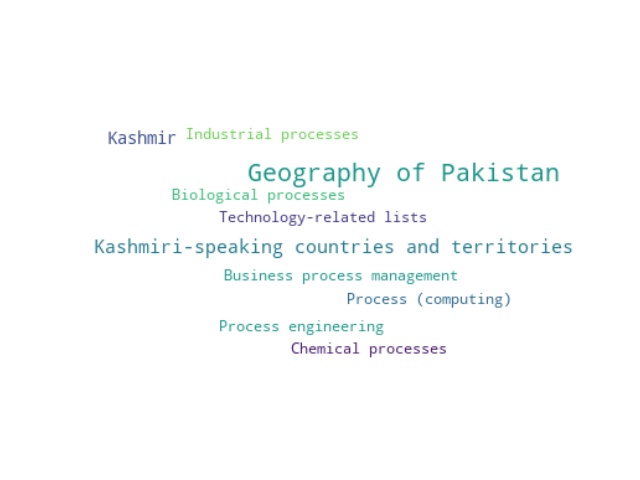 Kashmir Industrial processes
Geography of Pakistan
Biological processes
Technology-related lists
Kashmiri-speaking countries and territories
Business process management
Process (computing)
Process engineering
Chemical processes